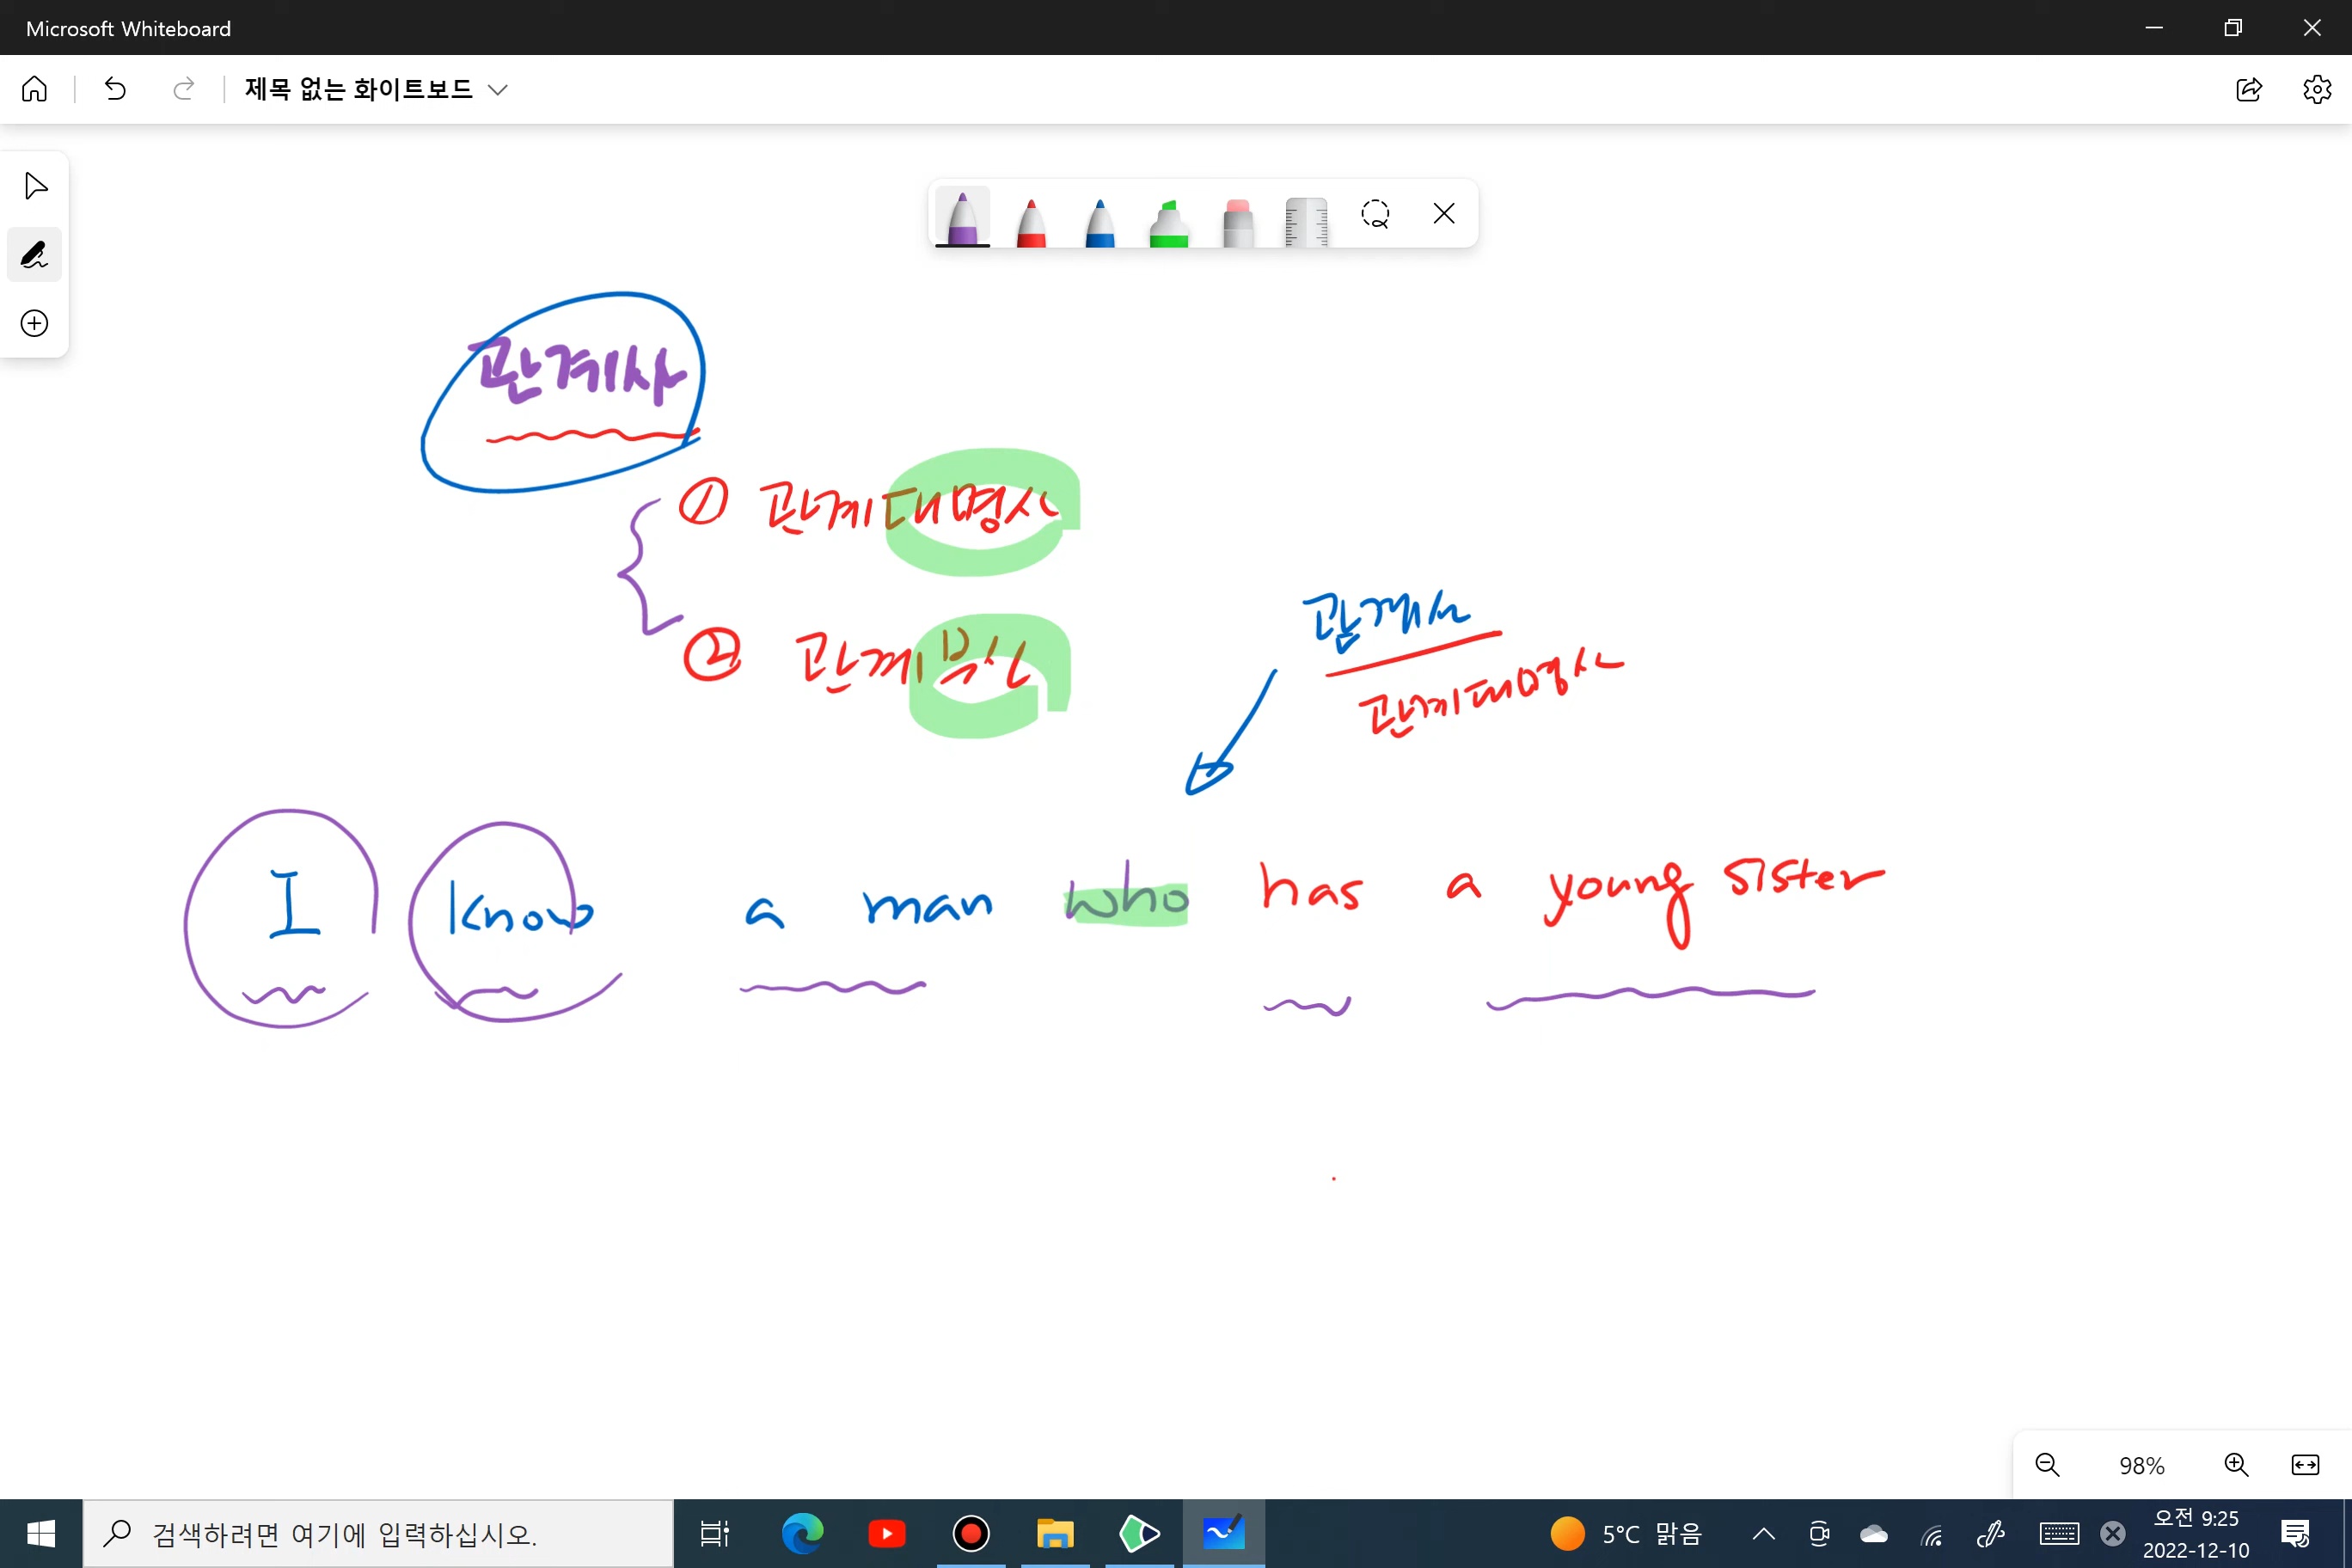 Microsoft Whiteboard
제목 없는 화이트보드
관계사
① 관계대명사
② 관계부사
관계사
관계대명사
I know a man who has a young sister
98%
검색하려면 여기에 입력하십시오.
5°C 맑음
오전 9:25
2022-12-10